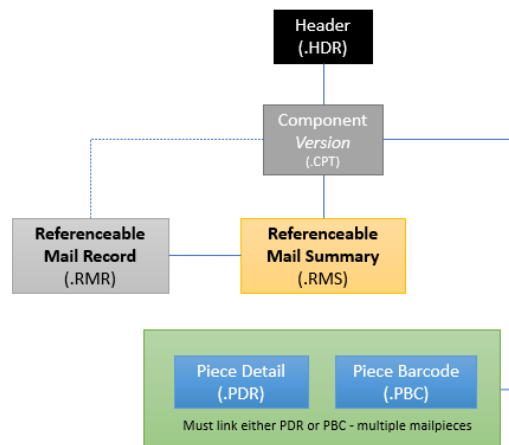 Header
(.HDR)
Component
Version
(.CPT)
Referenceable
Mail Record
(.RMR)
Referenceable
Mail Summary
(.RMS)
Piece Detail
(.PDR)
Piece Barcode
(.PBC)
Must link either PDR or PBC - multiple mailpieces